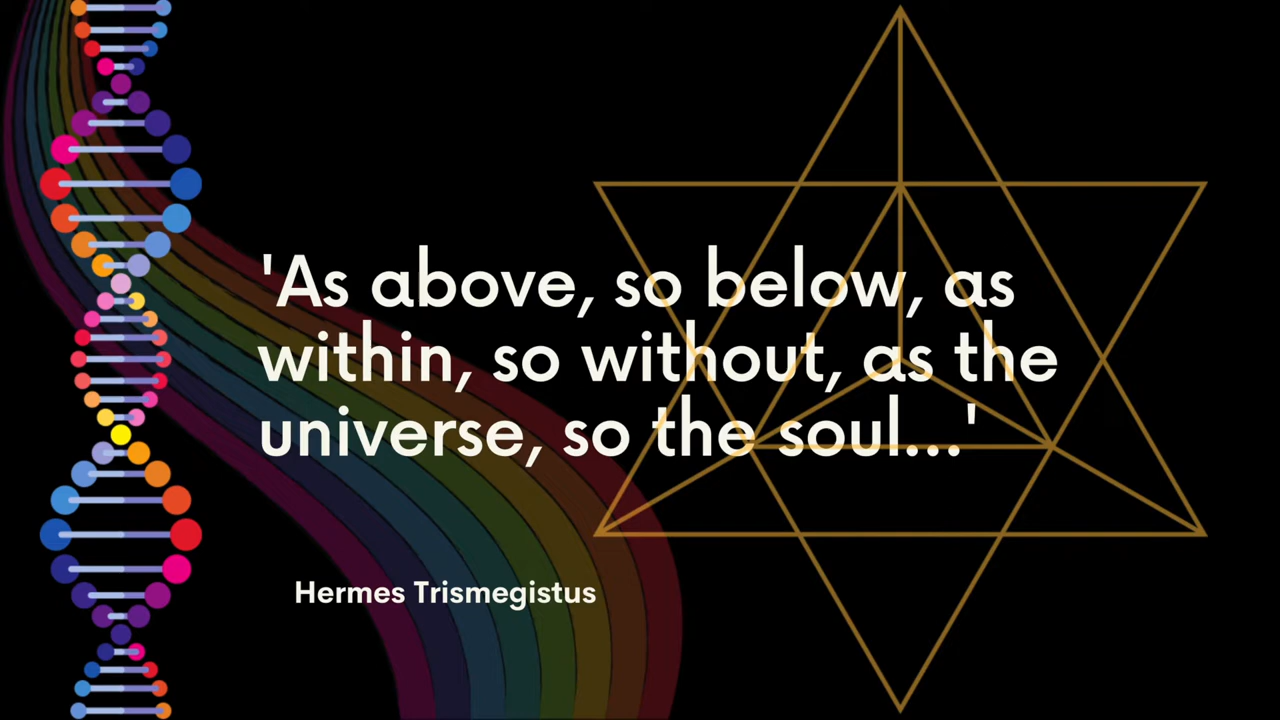 'As above, so below, as
within, so without, as the
universe, so the soul...'
Hermes Trismegistus